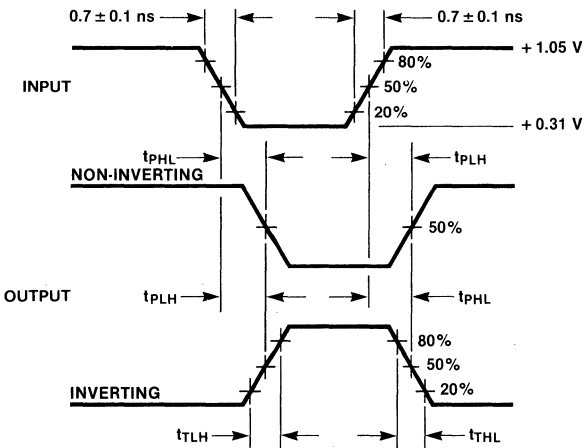 0.7 ± 0.1 ns
0.7 ± 0.1 ns
+ 1.05 V
80%
INPUT
50%
20%
+ 0.31 V
tPHL
tPLH
NON-INVERTING
50%
OUTPUT
tPLH
tPHL
80%
50%
INVERTING
20%
tTLH
tTHL